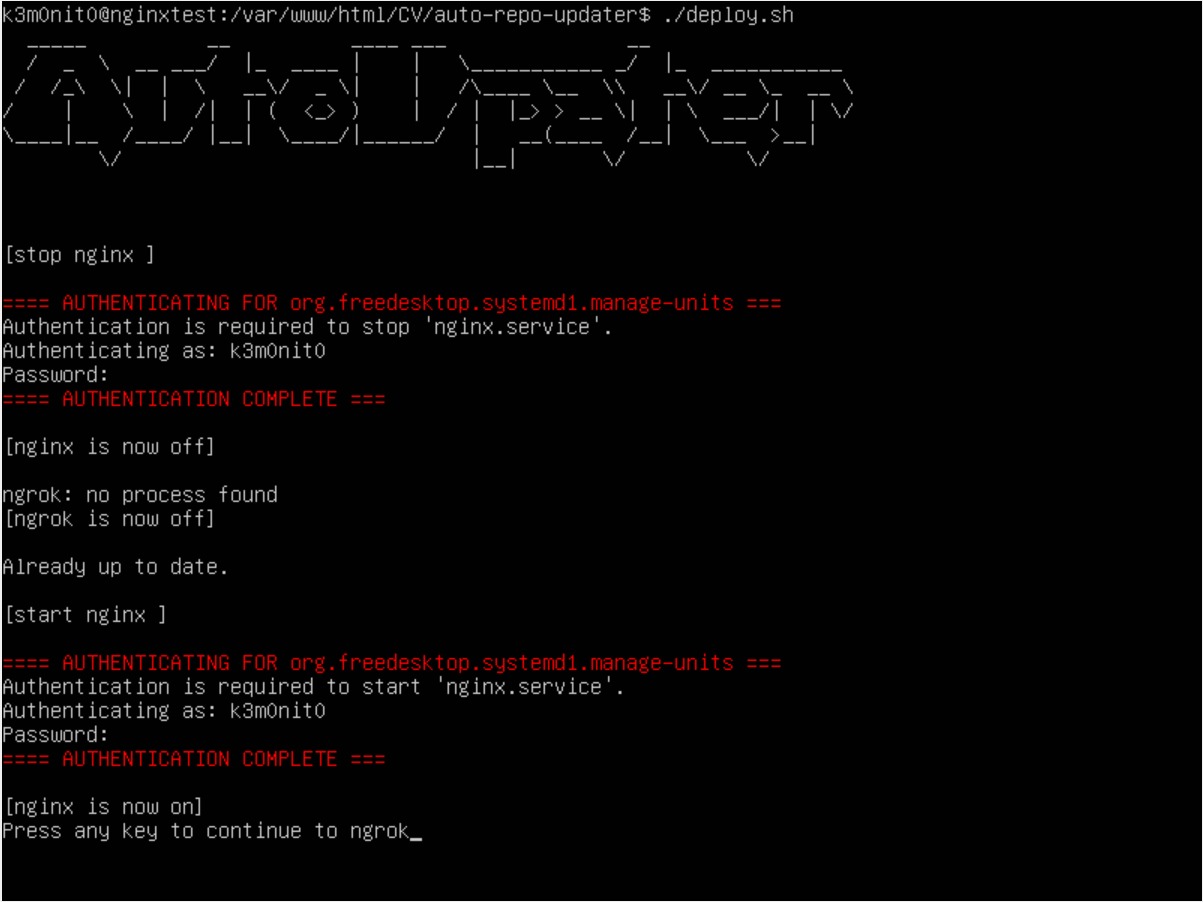 k3m0nit0@nginxtest:/var/www/html/CV/auto-repo-updater$ ./deploy.sh
AutoUpater
[stop nginx ]
==== AUTHENTICATING FOR org.freedesktop.systemd1.manage-units ===
Authentication is required to stop 'nginx.service'.
Authenticating as: k3m0nit0
Password:
==== AUTHENTICATION COMPLETE ===
[nginx is now off]
ngrok: no process found
[ngrok is now off]
Already up to date.
[start nginx ]
==== AUTHENTICATING FOR org.freedesktop.systemd1.manage-units ===
Authentication is required to start 'nginx.service'.
Authenticating as: k3m0nit0
Password:
==== AUTHENTICATION COMPLETE ===
[nginx is now on]
Press any key to continue to ngrok_